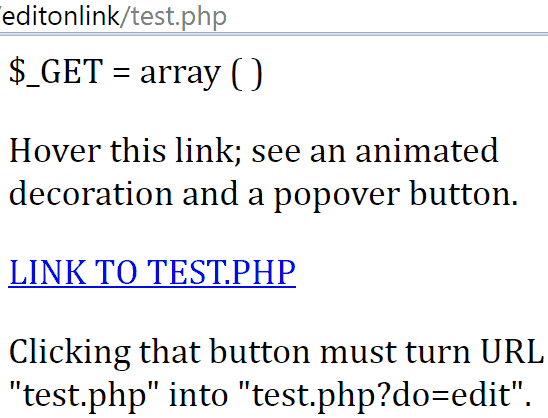 /editonlink/test.php
$_GET = array ( )
Hover this link; see an animated
decoration and a popover button.
LINK TO TEST.PHP
Clicking that button must turn URL
"test.php" into "test.php?do=edit".